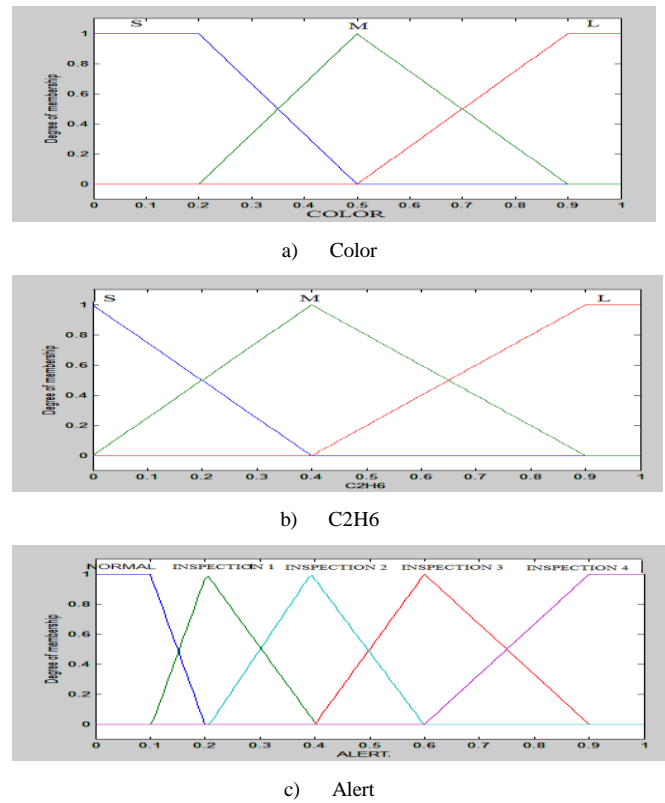 S M L
Degree of membership
1
0.8
0.6
0.4
0.2
0
0 0.1 0.2 0.3 0.4 0.5 0.6 0.7 0.8 0.9 1
COLOR
a) Color
S M L
Degree of membership
1
0.8
0.6
0.4
0.2
0
0 0.1 0.2 0.3 0.4 0.5 0.6 0.7 0.8 0.9 1
C2H6
b) C2H6
NORMAL INSPECTION 1 INSPECTION 2 INSPECTION 3 INSPECTION 4
Degree of membership
1
0.8
0.6
0.4
0.2
0
0 0.1 0.2 0.3 0.4 0.5 0.6 0.7 0.8 0.9 1
ALERT.
c) Alert